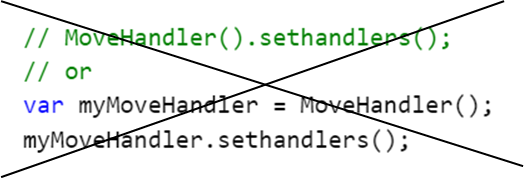 // MoveHandler().sethandlers();
// or
var myMoveHandler = MoveHandler();
myMoveHandler.sethandlers();